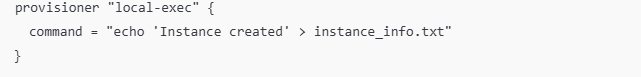 provisioner "local-exec" {
  command = "echo 'Instance created' > instance_info.txt"
}